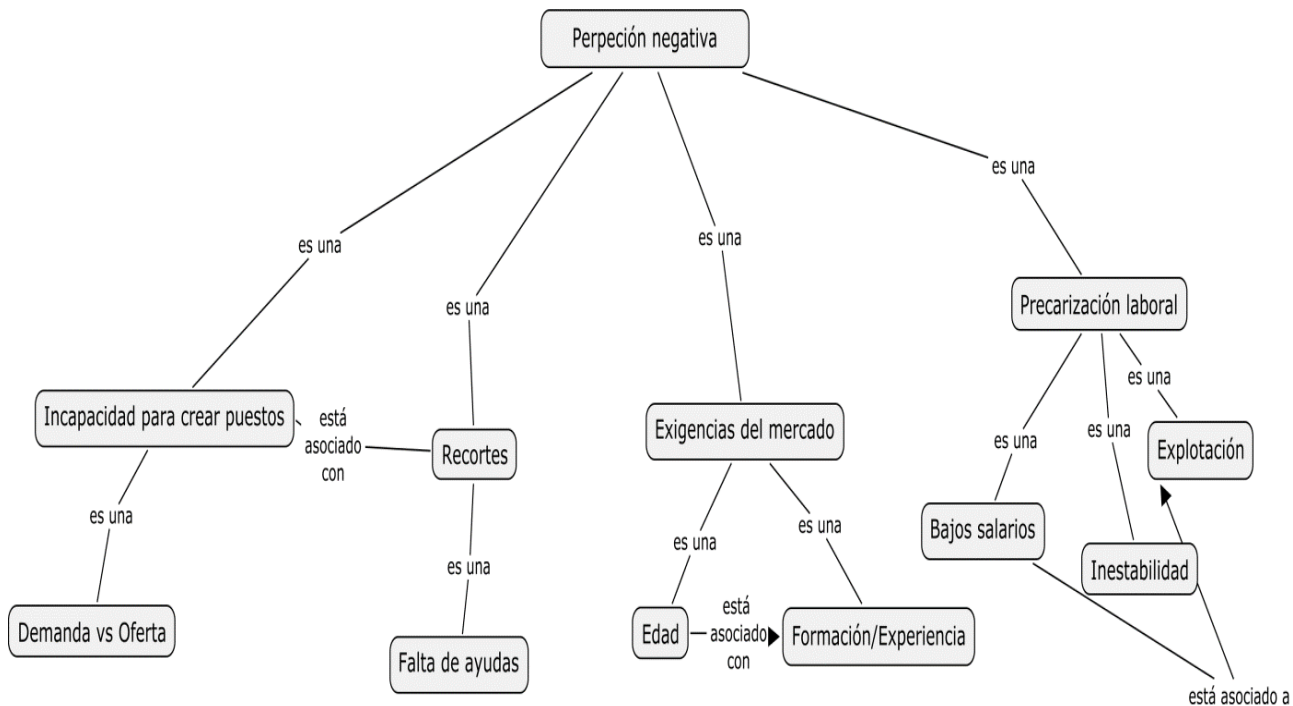 Perpeción negativa
es una
es una
es una
es una
Precarización laboral
Incapacidad para crear puestos
está
asociado
con
Recortes
Exigencias del mercado
es una
es una
es una
Explotación
es una
es una
es una
es una
es una
Bajos salarios
Inestabilidad
Demanda vs Oferta
Falta de ayudas
Edad
está
asociado
con
Formación/Experiencia
está asociado a